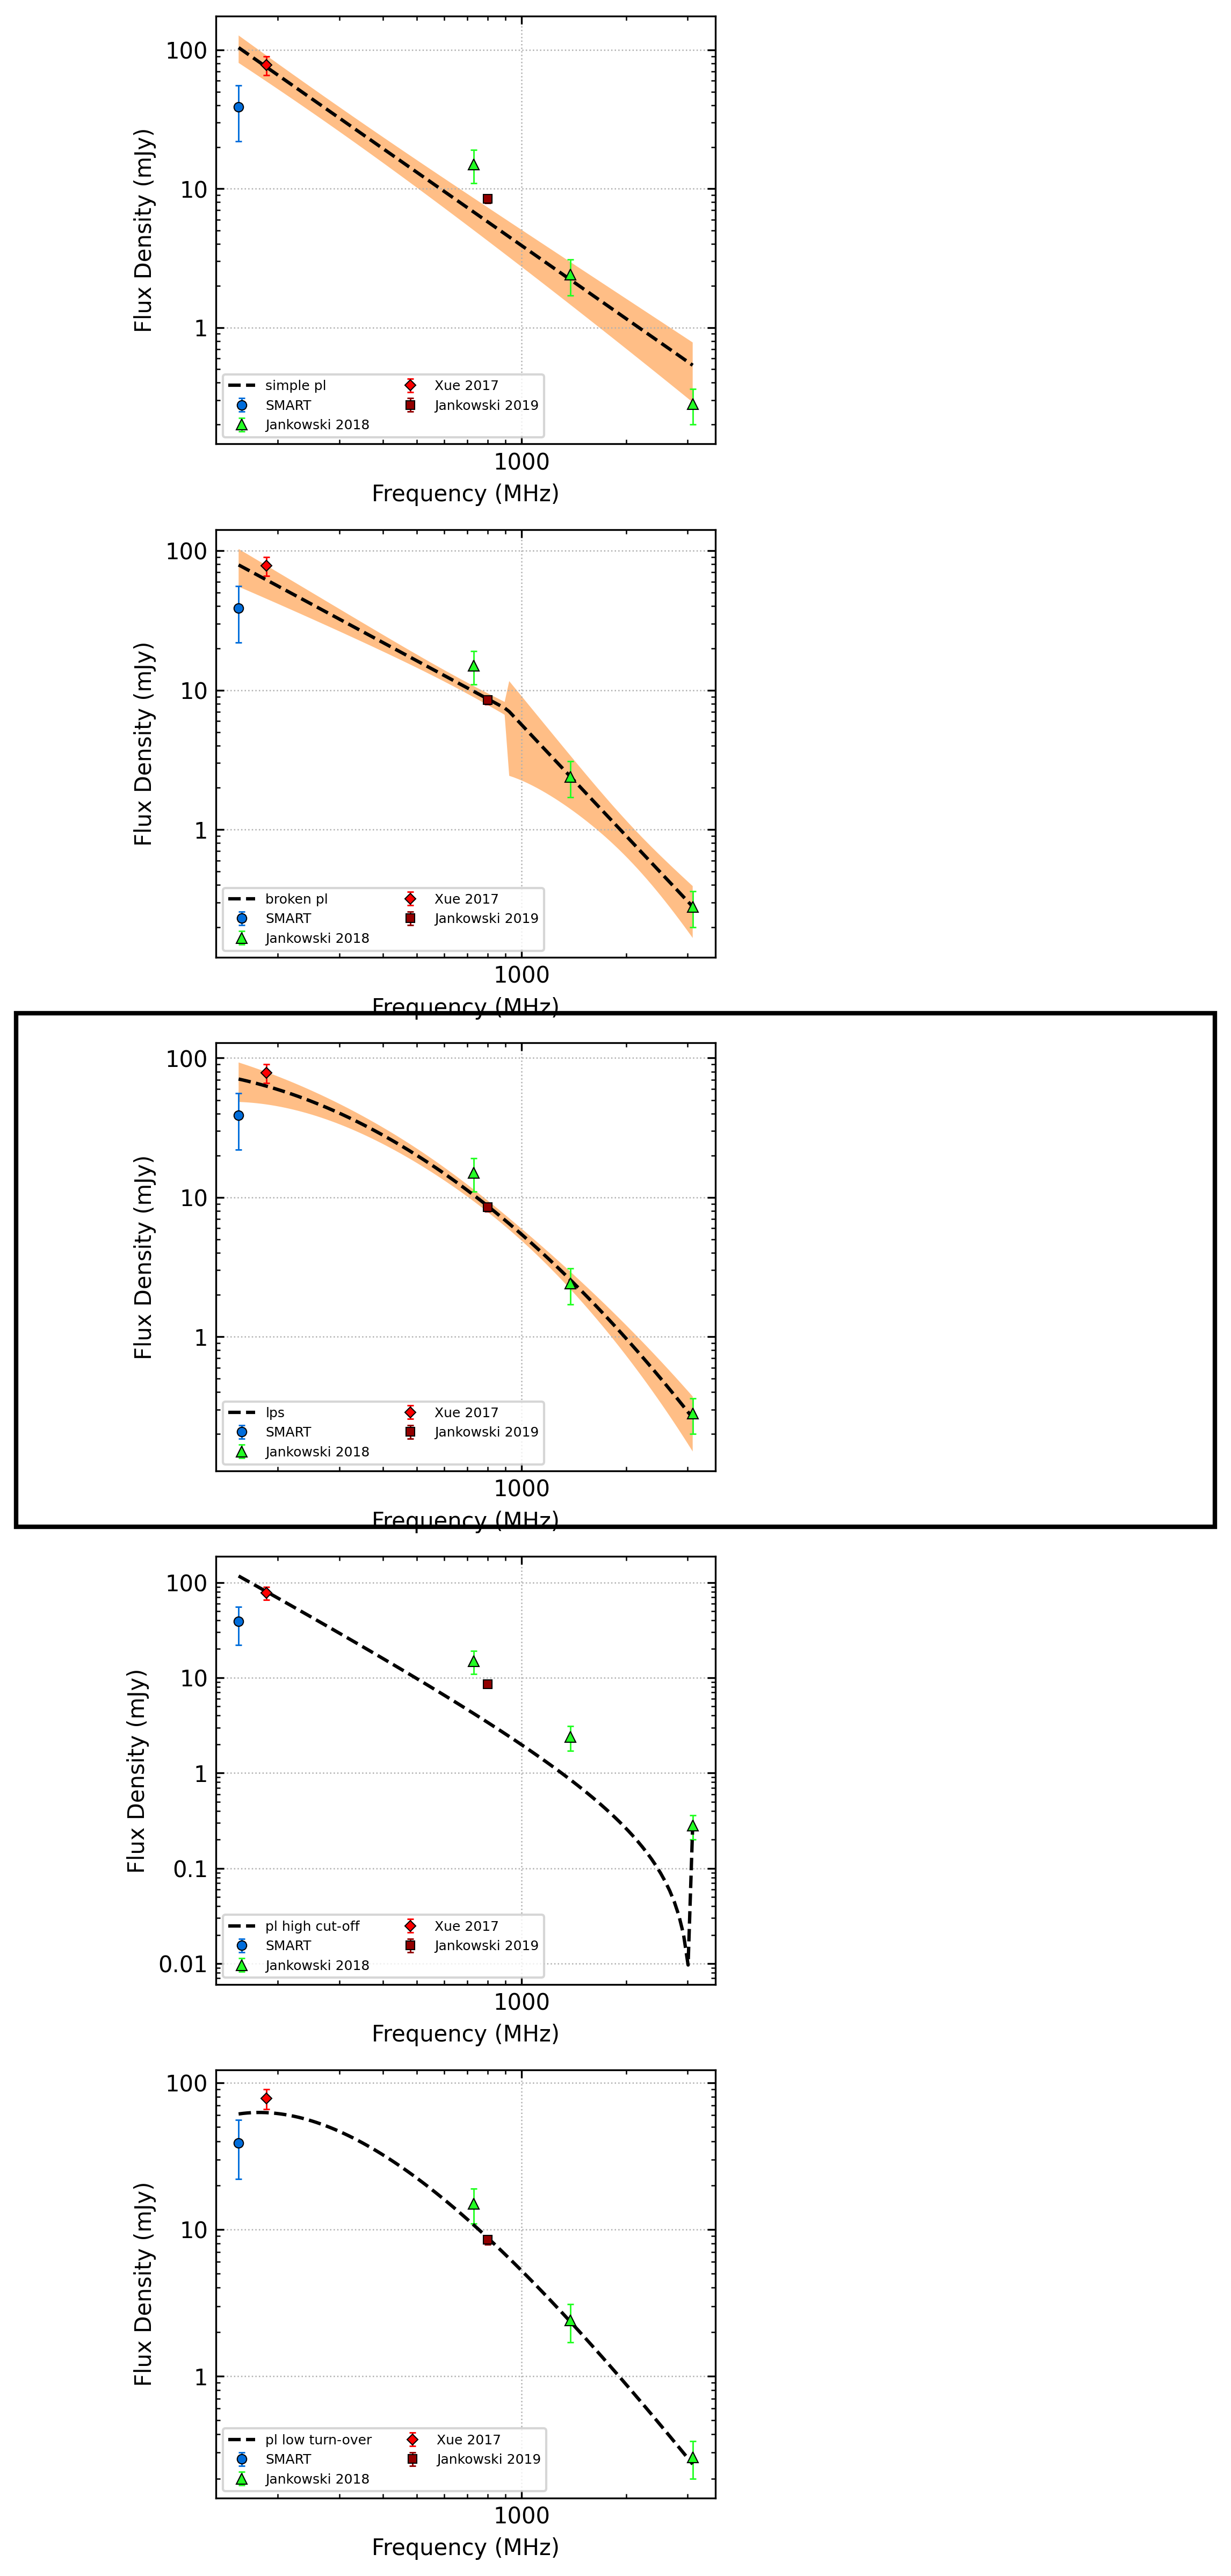 100
10
1
Flux Density (mJy)
simple pl
SMART
Jankowski 2018
Xue 2017
Jankowski 2019
1000
Frequency (MHz)
100
10
1
Flux Density (mJy)
broken pl
SMART
Jankowski 2018
Xue 2017
Jankowski 2019
1000
Frequency (MHz)
100
10
1
Flux Density (mJy)
lps
SMART
Jankowski 2018
Xue 2017
Jankowski 2019
1000
Frequency (MHz)
100
10
1
0.1
0.01
Flux Density (mJy)
pl high cut-off
SMART
Jankowski 2018
Xue 2017
Jankowski 2019
1000
Frequency (MHz)
100
10
1
Flux Density (mJy)
pl low turn-over
SMART
Jankowski 2018
Xue 2017
Jankowski 2019
1000
Frequency (MHz)